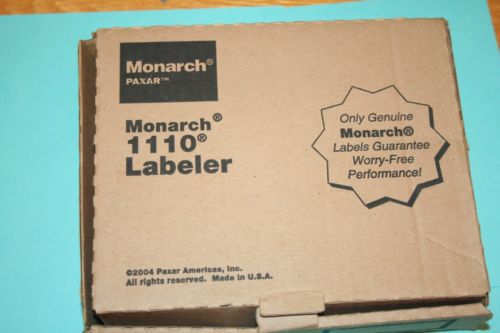 Monarch®
PAXAR™
Monarch®
1110®
Labeler
Only Genuine
Monarch®
Labels Guarantee
Worry-Free
Performance!
©2004 Paxar Americas, Inc.
All rights reserved. Made in U.S.A.